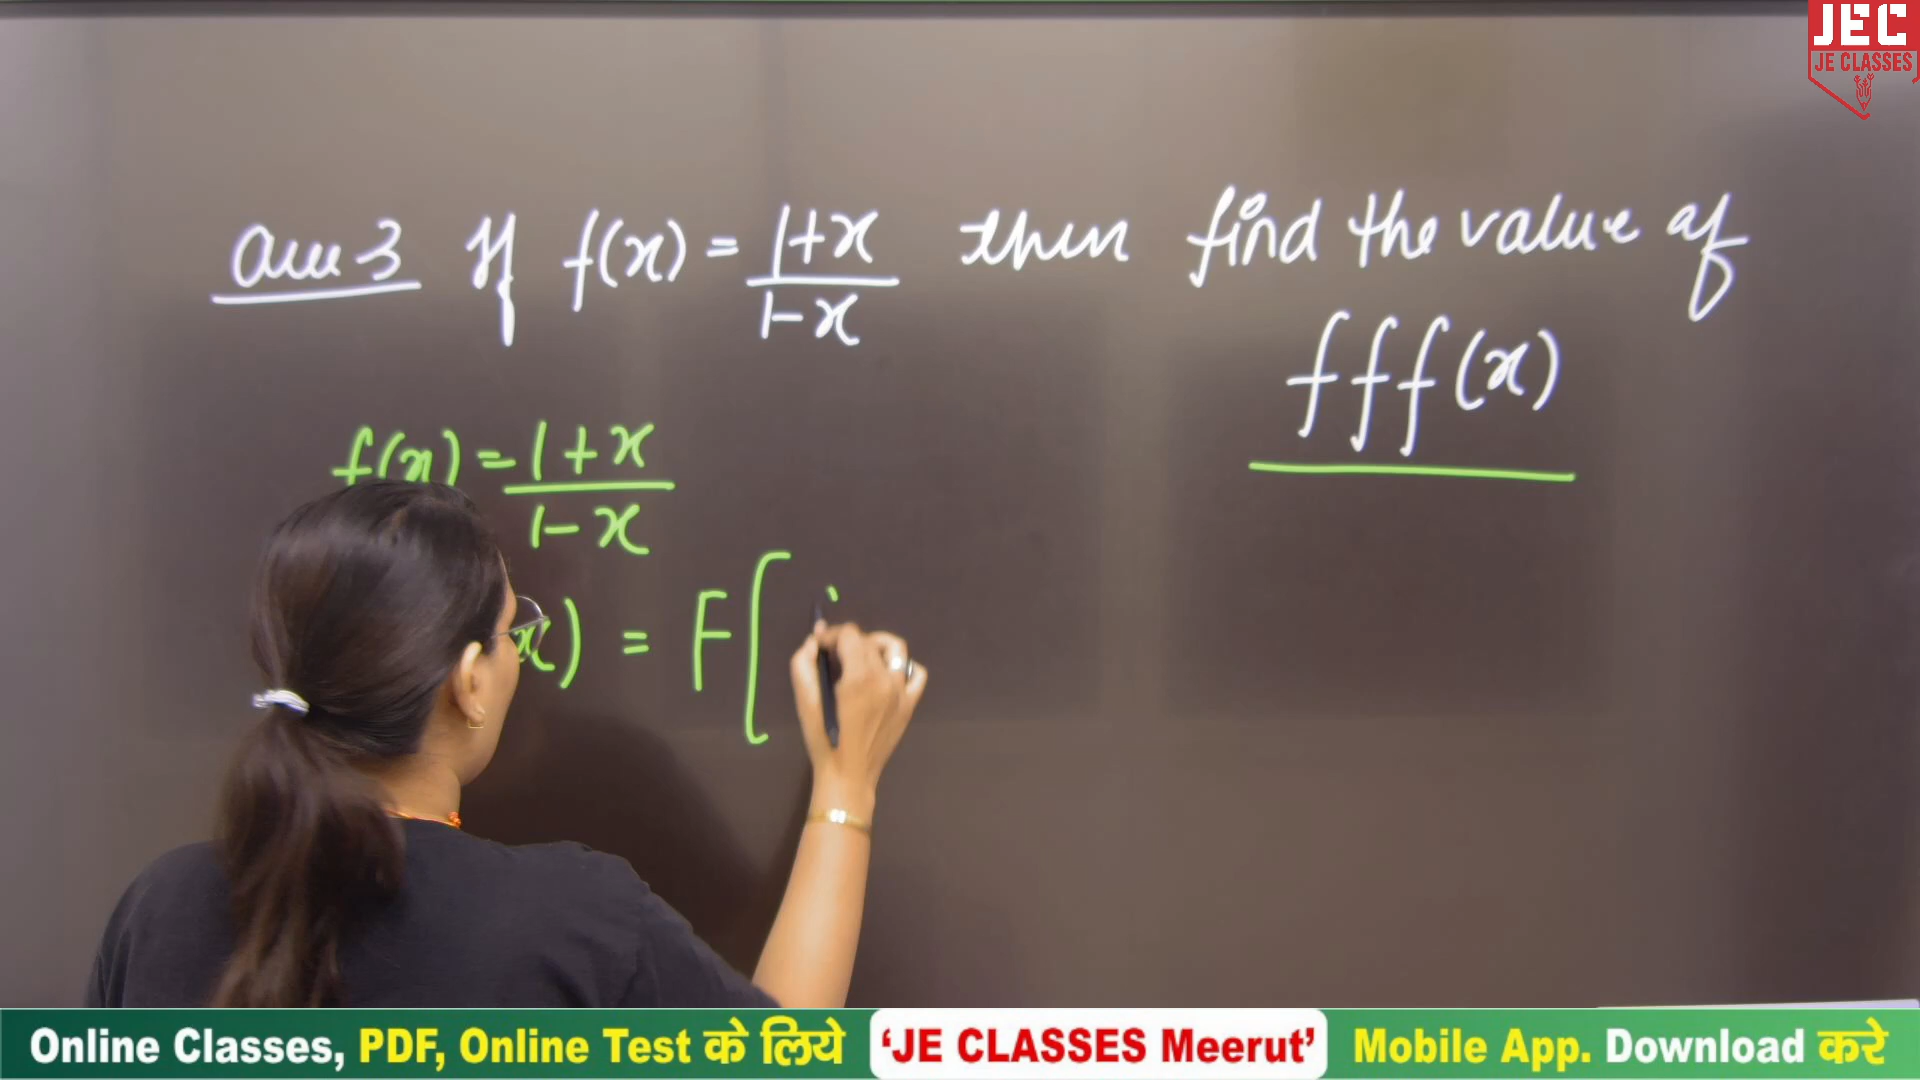 JEC
JE CLASSES
Que 3 If f(x) = 1+x / 1-x then find the value of
fff(x)
f(x) = 1+x / 1-x
x) = F[
Online Classes, PDF, Online Test के लिये 'JE CLASSES Meerut' Mobile App. Download करे